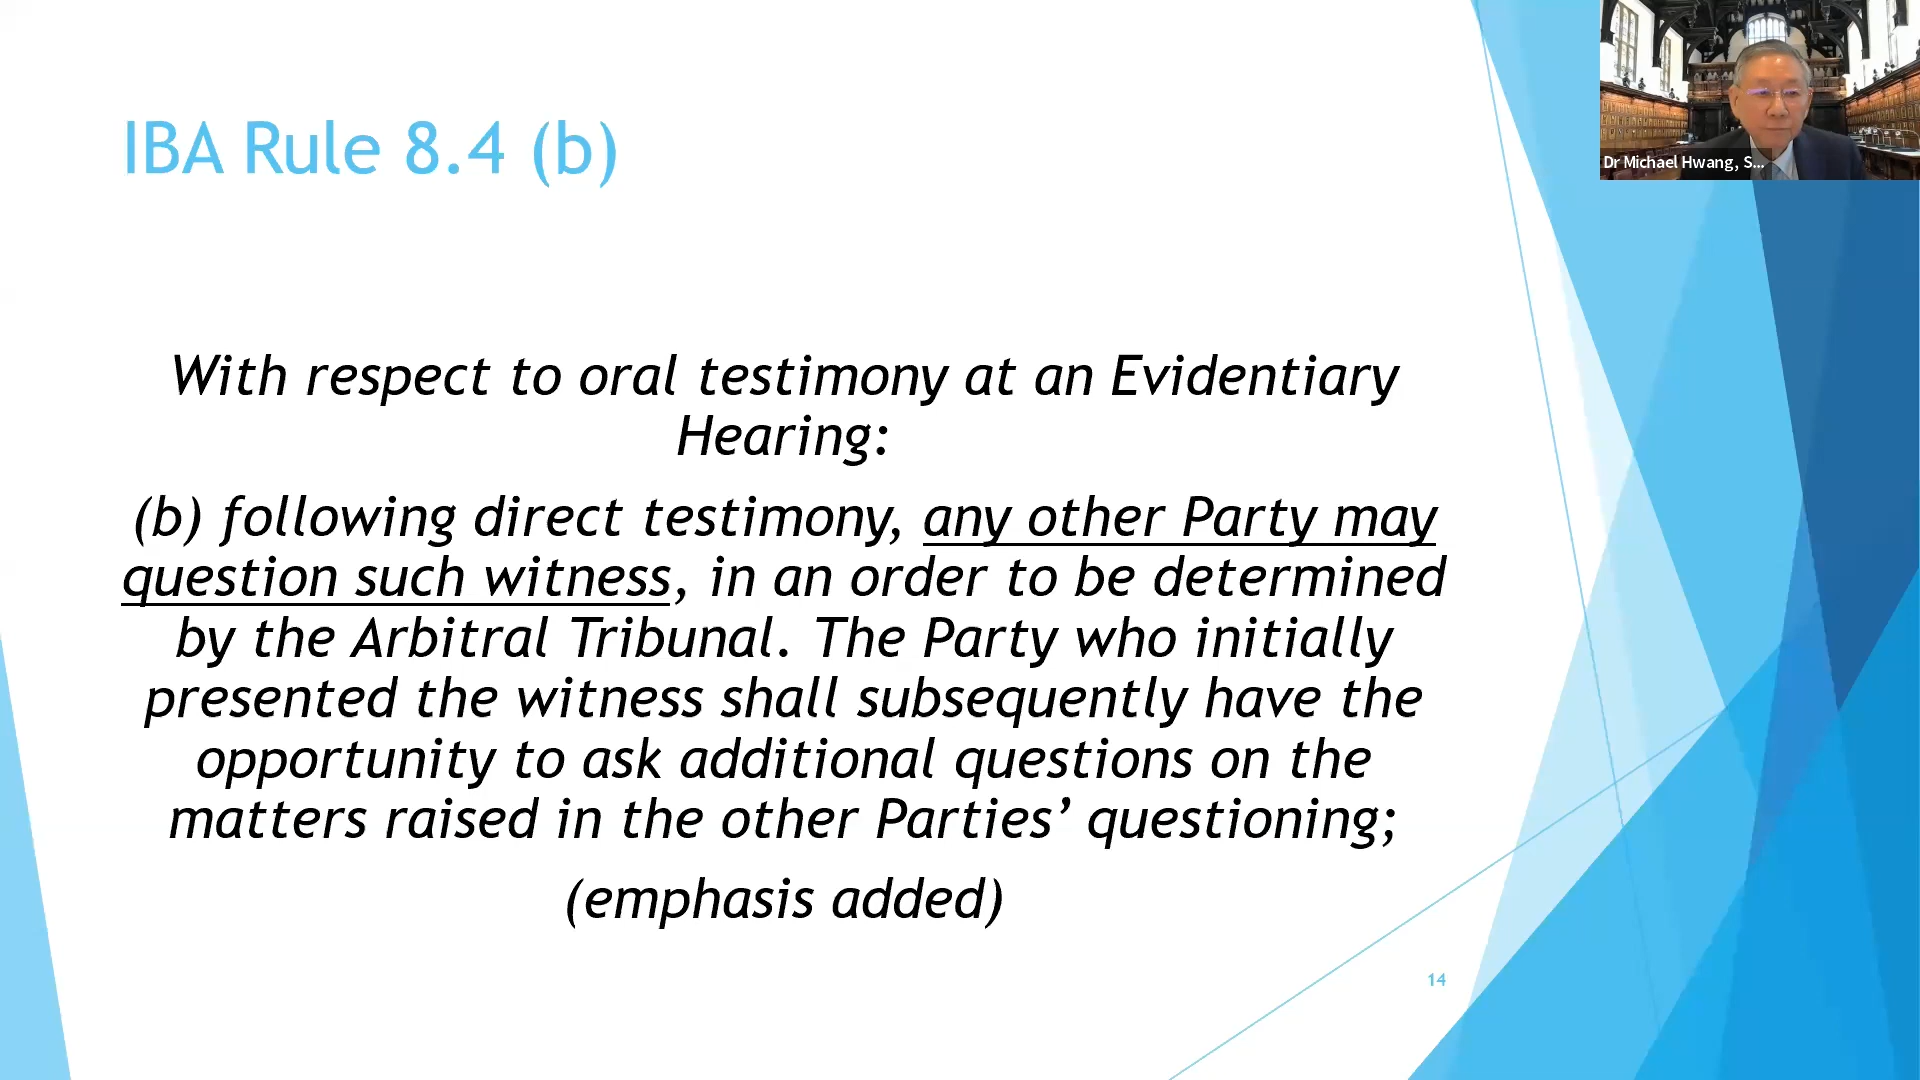 IBA Rule 8.4 (b)
Dr Michael Hwang, S...
With respect to oral testimony at an Evidentiary
Hearing:
(b) following direct testimony, any other Party may
question such witness, in an order to be determined
by the Arbitral Tribunal. The Party who initially
presented the witness shall subsequently have the
opportunity to ask additional questions on the
matters raised in the other Parties’ questioning;
(emphasis added)
14